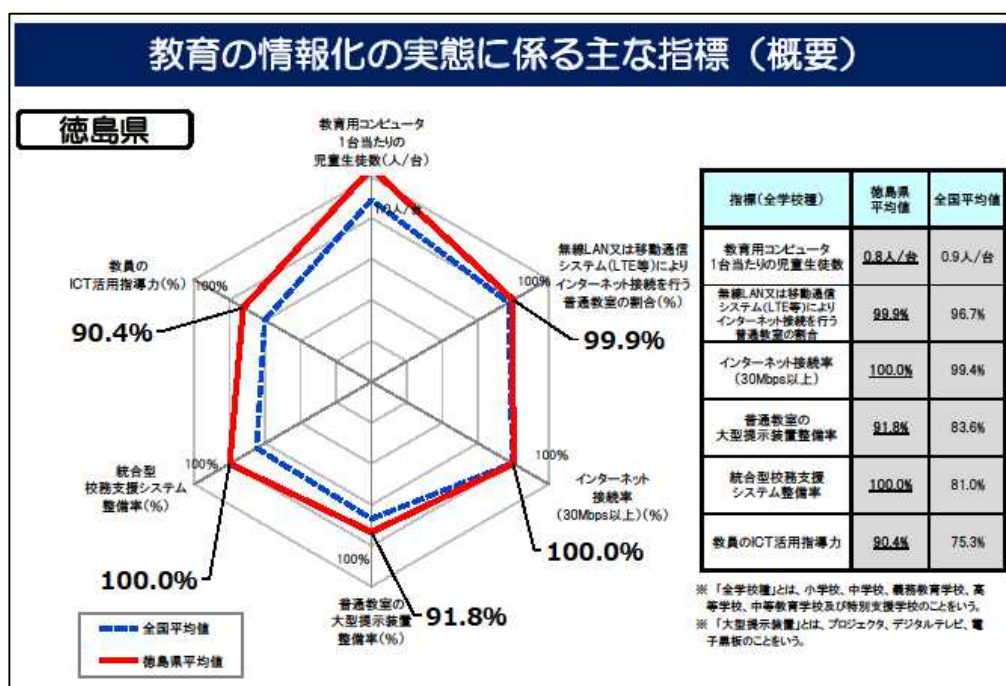 教育の情報化の実態に係る主な指標（概要）
徳島県
教育用コンピュータ
1台当たりの
児童生徒数(人/台)
1.0人/台
無線LAN又は移動通信
システム(LTE等)により
インターネット接続を行う
普通教室の割合(%)
100%
99.9%
教員の
ICT活用指導力(%)
100%
90.4%
統合型
校務支援システム
整備率(%)
100%
100.0%
インターネット
接続率
(30Mbps以上)(%)
100%
100.0%
100%
普通教室の
大型提示装置
整備率(%)
91.8%
全国平均値
徳島県平均値
指標(全学校種) 徳島県 平均値 全国平均値
教育用コンピュータ
1台当たりの児童生徒数 0.8人/台 0.9人/台
無線LAN又は移動通信
システム(LTE等)により
インターネット接続を行う
普通教室の割合 99.9% 96.7%
インターネット接続率
(30Mbps以上) 100.0% 99.4%
普通教室の
大型提示装置整備率 91.8% 83.6%
統合型校務支援
システム整備率 100.0% 81.0%
教員のICT活用指導力 90.4% 75.3%
※ 「全学校種」とは、小学校、中学校、義務教育学校、高
等学校、中等教育学校及び特別支援学校のことをいう。
※ 「大型提示装置」とは、プロジェクタ、デジタルテレビ、電
子黒板のことをいう。